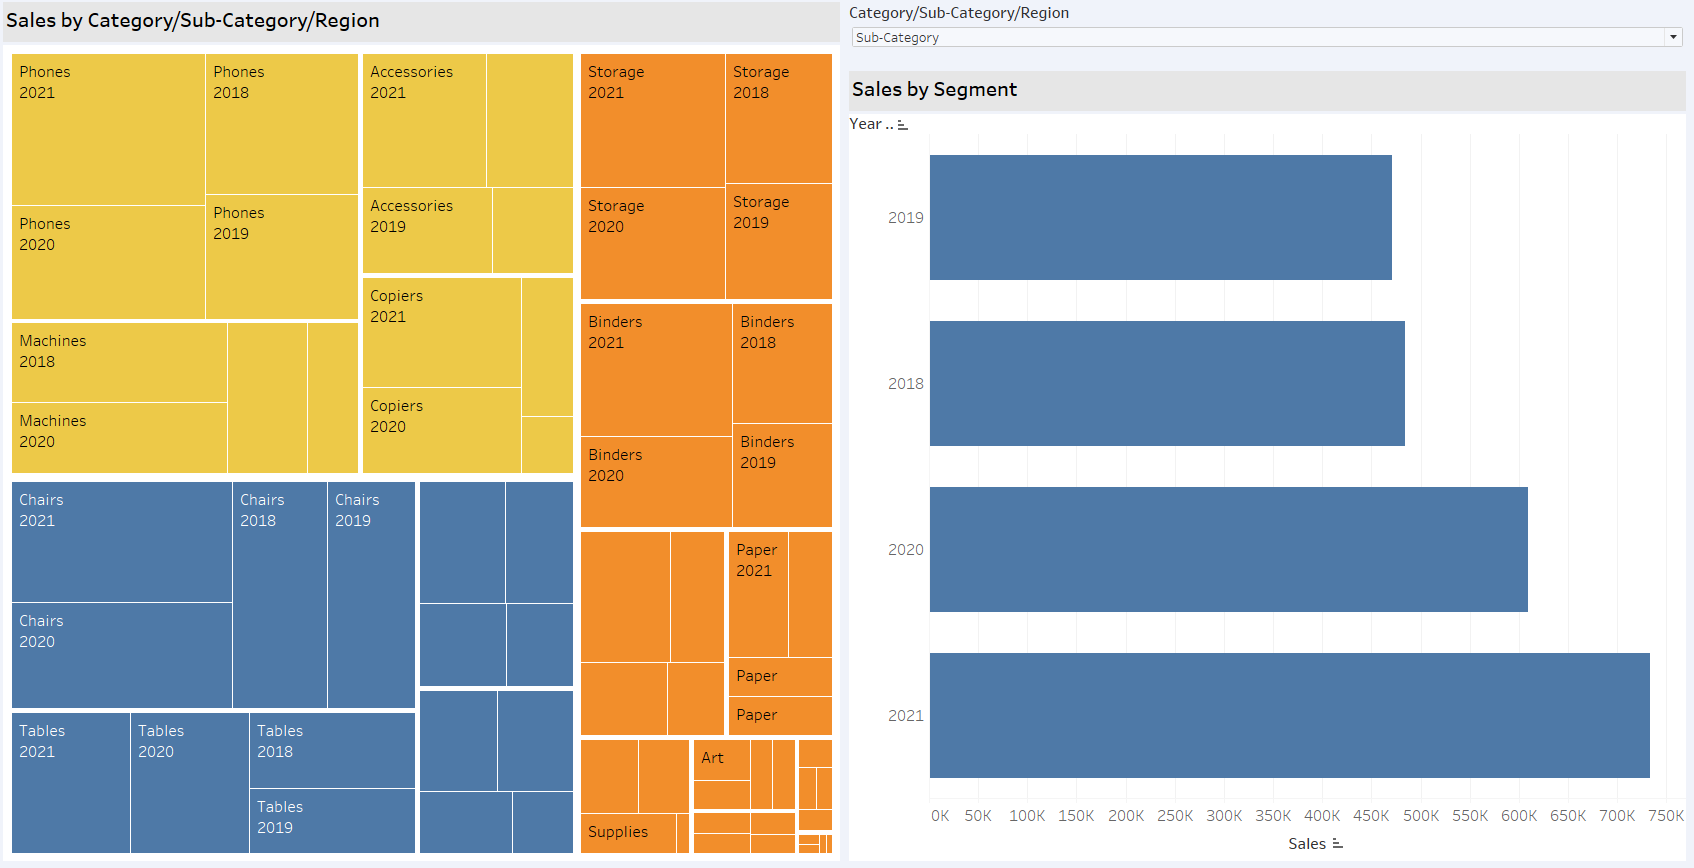 Sales by Category/Sub-Category/Region
Phones
2021
Phones
2018
Phones
2020
Phones
2019
Accessories
2021
Accessories
2019
Machines
2018
Machines
2020
Copiers
2021
Copiers
2020
Chairs
2021
Chairs
2018
Chairs
2019
Chairs
2020
Tables
2021
Tables
2020
Tables
2018
Tables
2019
Storage
2021
Storage
2018
Storage
2020
Storage
2019
Binders
2021
Binders
2018
Binders
2020
Binders
2019
Paper
2021
Paper
Paper
Art
Supplies
Category/Sub-Category/Region
Sub-Category
Sales by Segment
Year ..
2019
2018
2020
2021
0K 50K 100K 150K 200K 250K 300K 350K 400K 450K 500K 550K 600K 650K 700K 750K
Sales